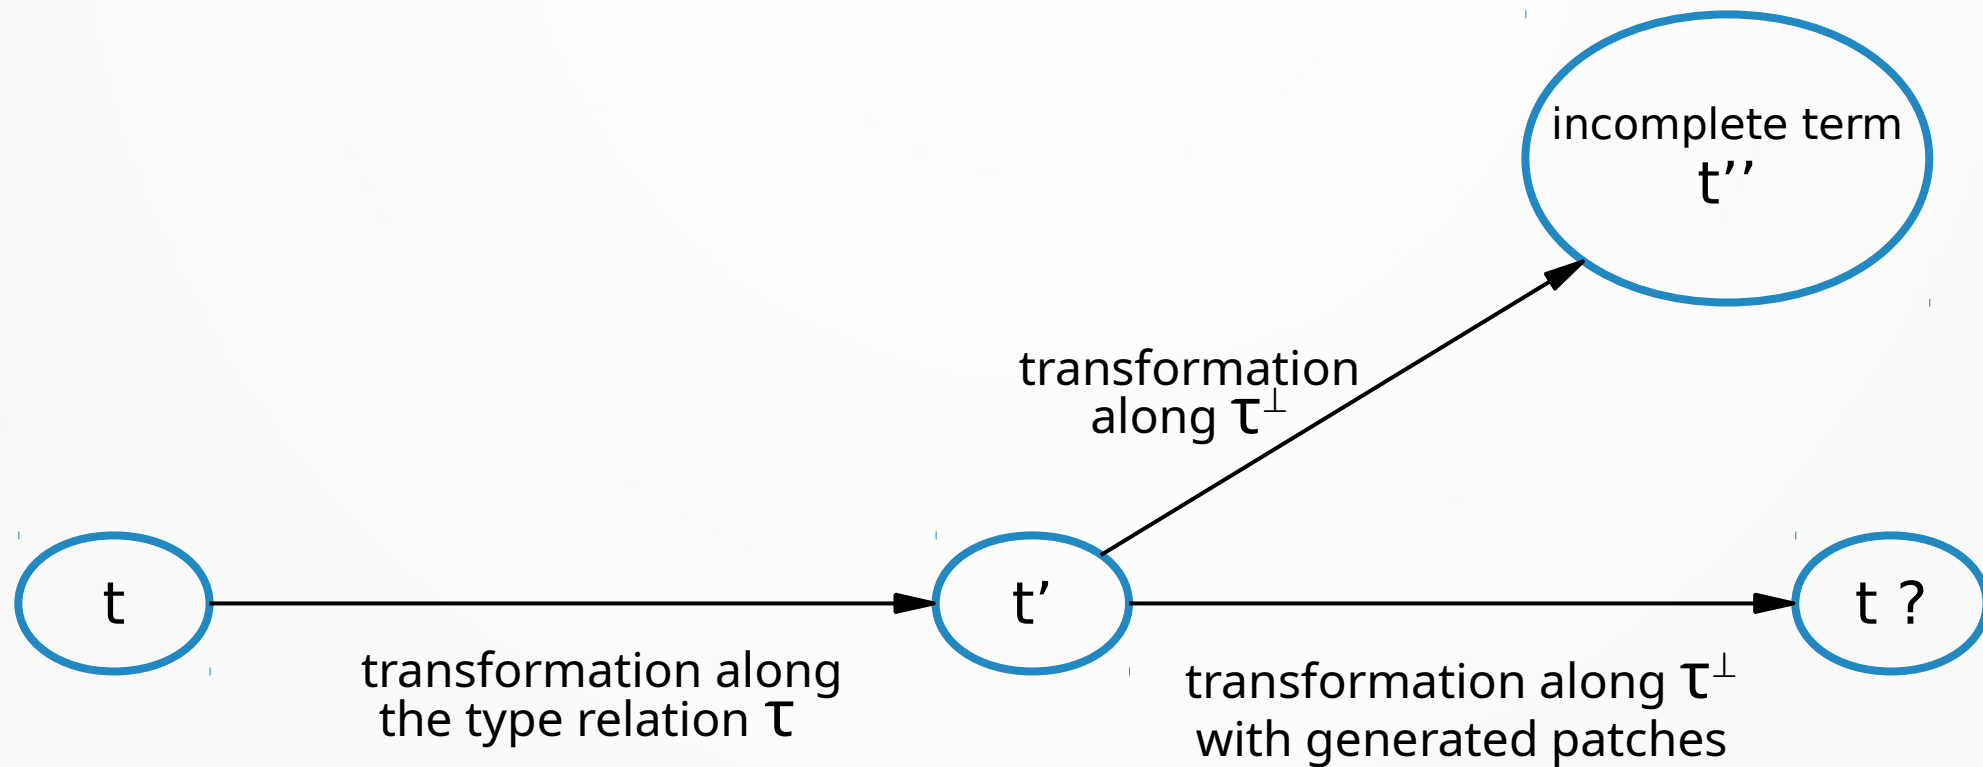 incomplete term
t’’
transformation
along τ⊥
t
t’
t ?
transformation along
the type relation τ
transformation along τ⊥
with generated patches